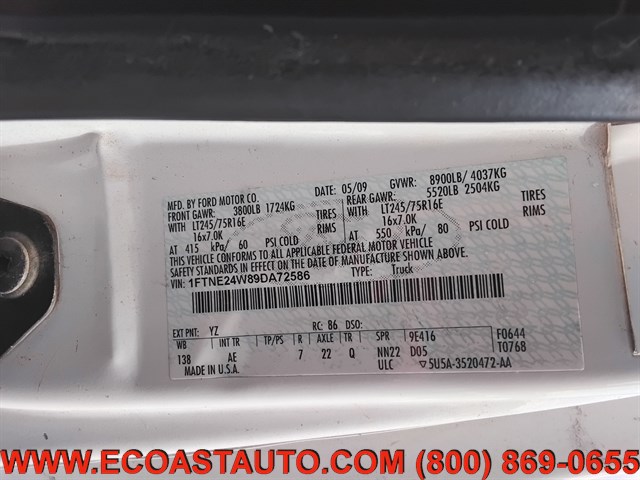 MFD. BY FORD MOTOR CO.
DATE: 05/09 GVWR: 8900LB/ 4037KG
FRONT GAWR: 3800LB 1724KG REAR GAWR: 5520LB 2504KG
WITH LT245/75R16E TIRES WITH LT245/75R16E TIRES
16x7.0K RIMS 16x7.0K RIMS
AT 415 kPa/ 60 PSI COLD AT 550 kPa/ 80 PSI COLD
THIS VEHICLE CONFORMS TO ALL APPLICABLE FEDERAL MOTOR VEHICLE
SAFETY STANDARDS IN EFFECT ON THE DATE OF MANUFACTURE SHOWN ABOVE.
VIN: 1FTNE24W89DA72586
TYPE: Truck
EXT PNT: YZ RC: B6 DSO:
WB TP/PS R AXLE TR SPR 9E416 F0644
138 AE 7 22 Q NN22 D05 T0768
MADE IN U.S.A. ULC ▽5U5A-3520472-AA
WWW.ECOASTAUTO.COM (800) 869-0655